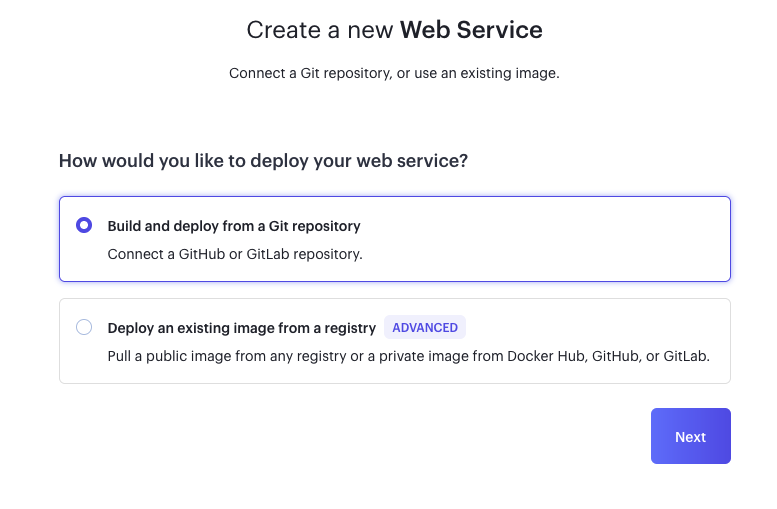 Create a new Web Service
Connect a Git repository, or use an existing image.
How would you like to deploy your web service?
Build and deploy from a Git repository
Connect a GitHub or GitLab repository.
Deploy an existing image from a registry ADVANCED
Pull a public image from any registry or a private image from Docker Hub, GitHub, or GitLab.
Next